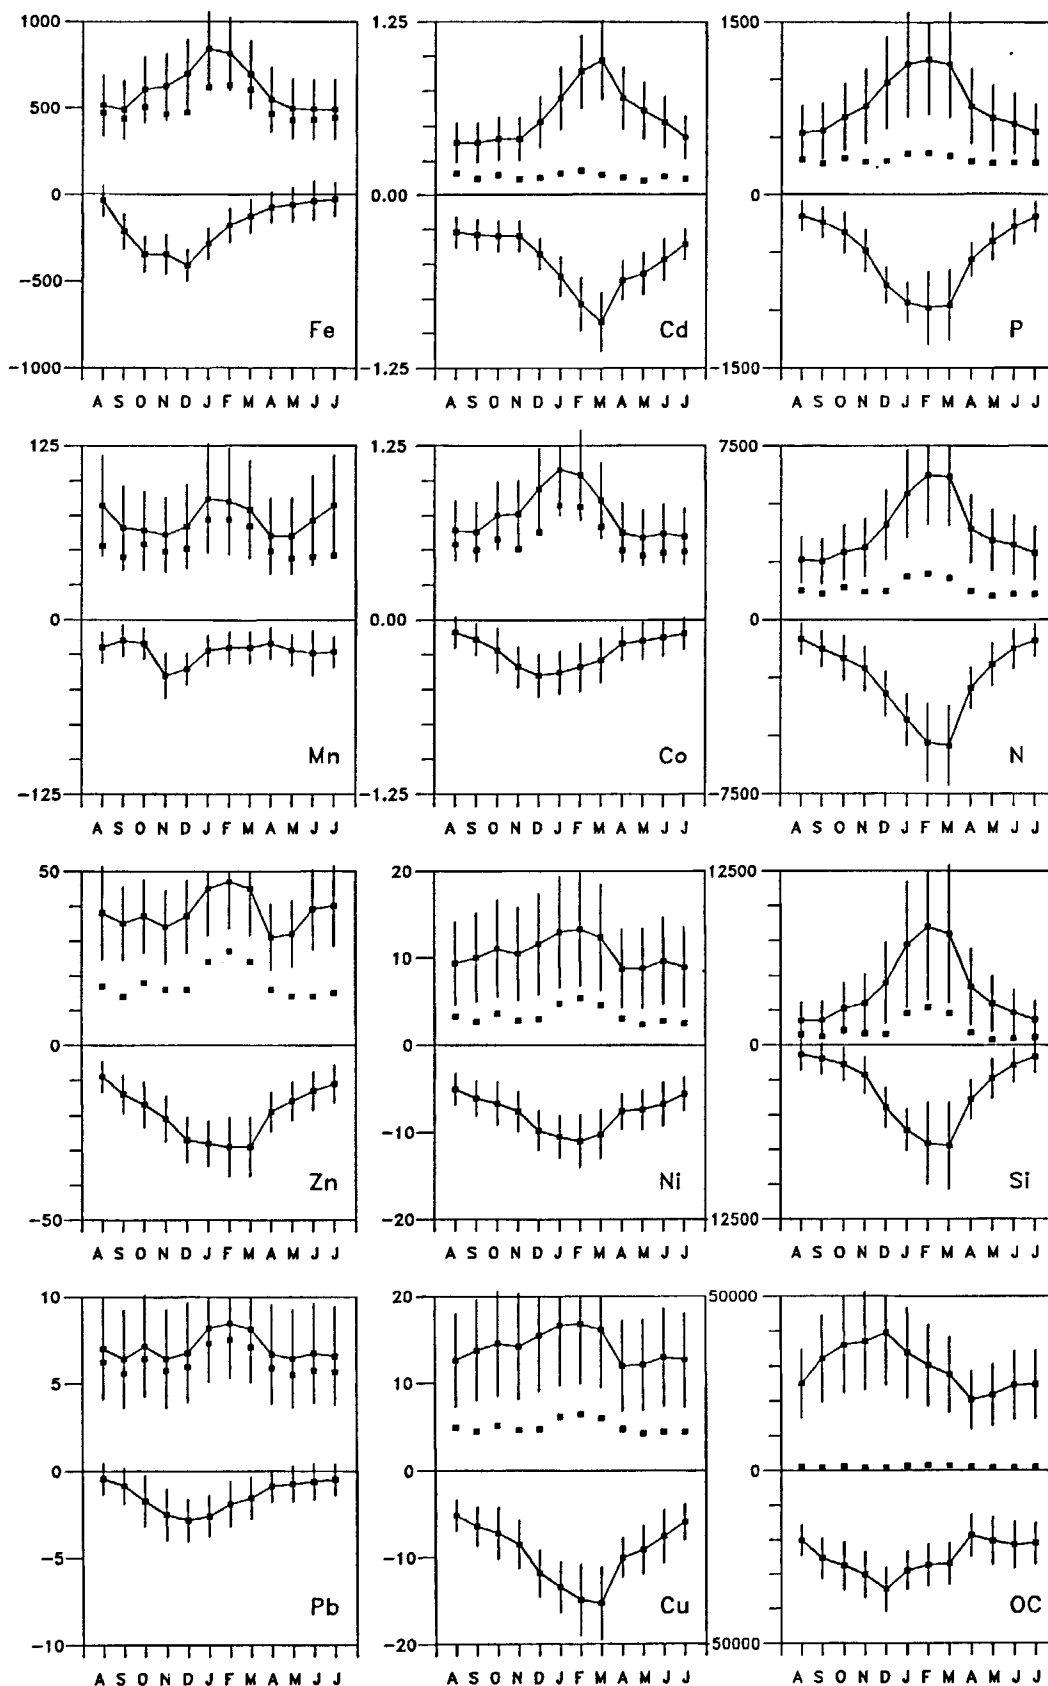 1000
500
0
-500
-1000
Fe
A S O N D J F M A M J J
1.25
0.00
-1.25
Cd
A S O N D J F M A M J J
1500
0
-1500
P
A S O N D J F M A M J J
125
0
-125
Mn
A S O N D J F M A M J J
1.25
0.00
-1.25
Co
A S O N D J F M A M J J
7500
0
-7500
N
A S O N D J F M A M J J
50
0
-50
Zn
A S O N D J F M A M J J
20
10
0
-10
-20
Ni
A S O N D J F M A M J J
12500
0
12500
Si
A S O N D J F M A M J J
10
5
0
-5
-10
Pb
A S O N D J F M A M J J
20
10
0
-10
-20
Cu
A S O N D J F M A M J J
50000
0
50000
OC
A S O N D J F M A M J J